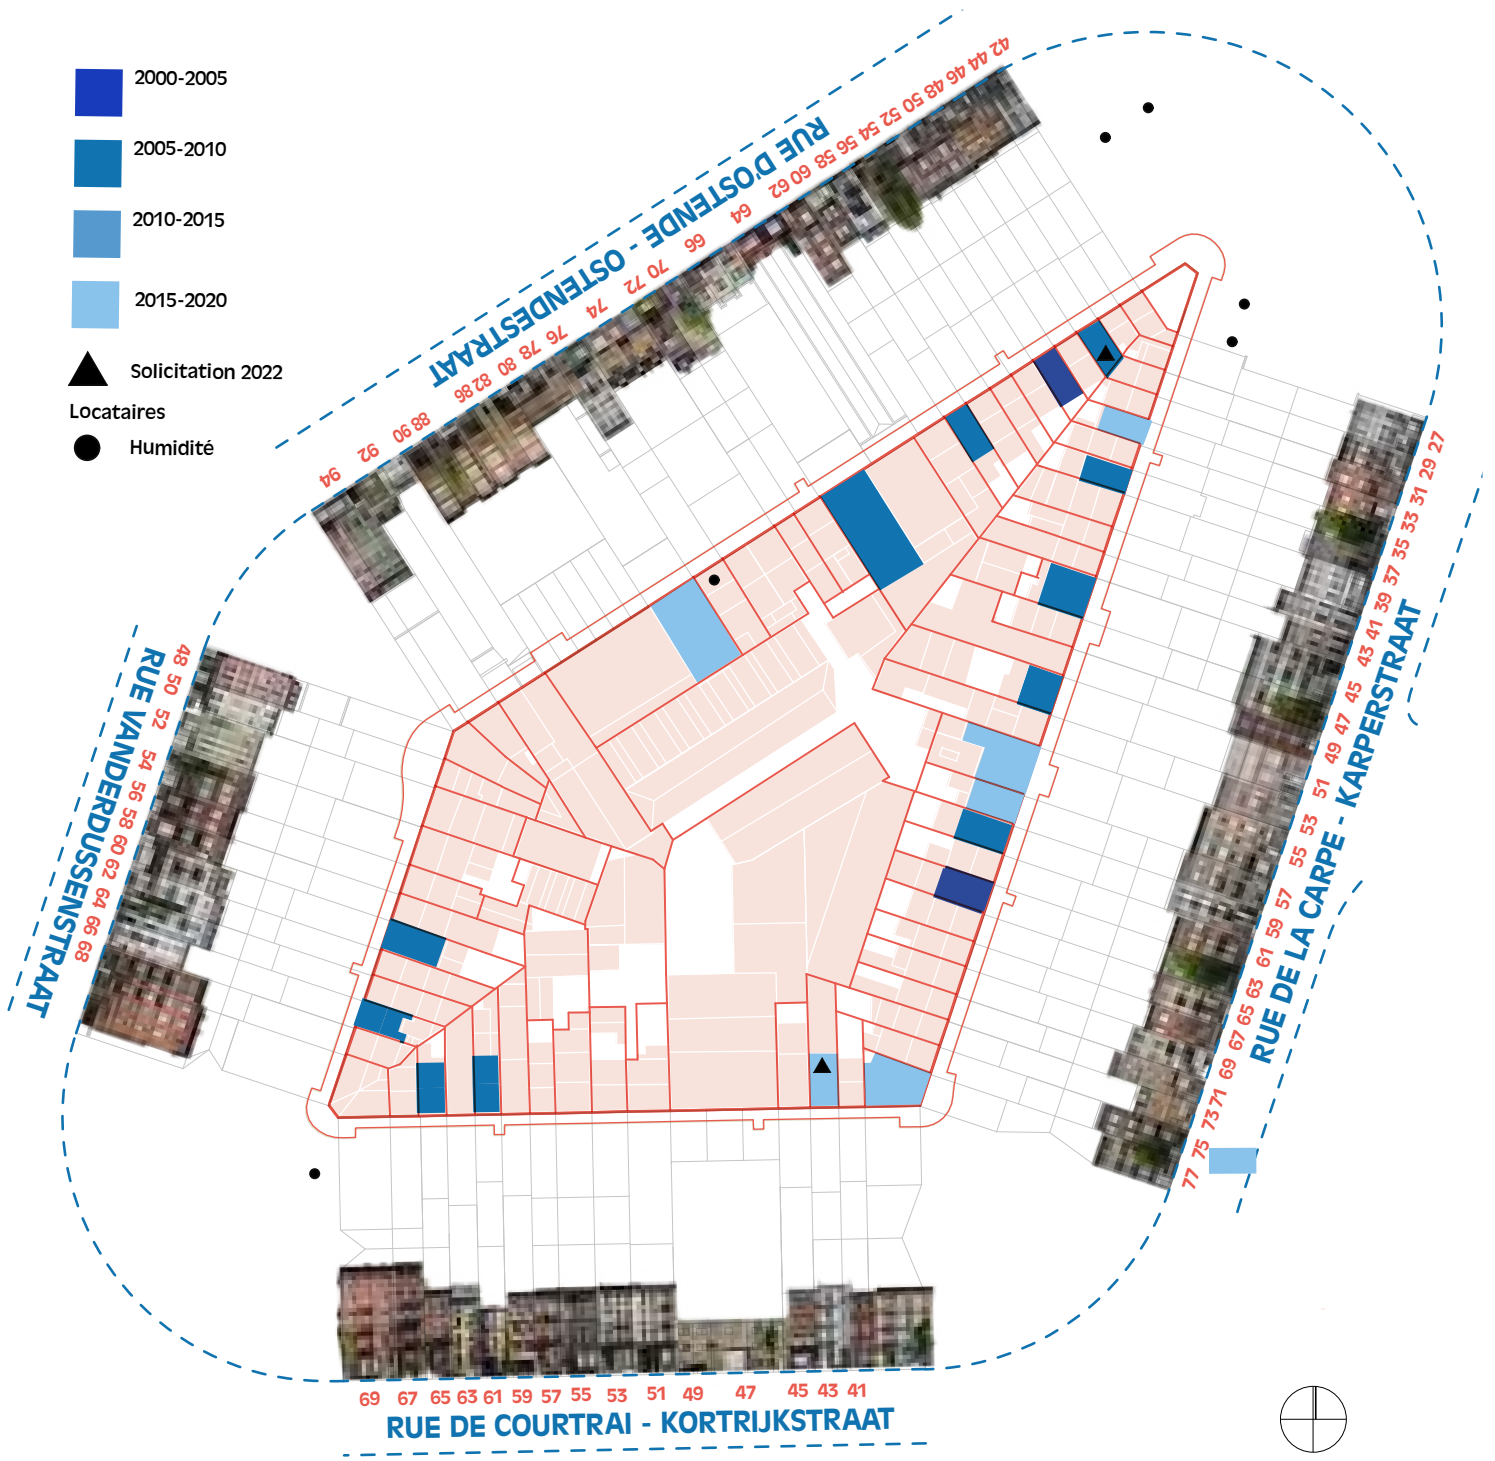 2000-2005
2005-2010
2010-2015
2015-2020
Solicitation 2022
Locataires
Humidité
RUE D'OSTENDE - OSTENDESTRAAT
42 44 46 48 50 52 54 56 58 60 62 64 66 70 72 74 76 78 80 82 86 88 90 92 94
RUE VANDERDUSSENSTRAAT
48 50 52 54 56 58 60 62 64 66 68
27 29 31 33 35 37 39 41 43 45 47 49 51 53 55 57 59 61 63 65 67 69 71 73 75 77
RUE DE LA CARPE - KARPERSTRAAT
69 67 65 63 61 59 57 55 53 51 49 47 45 43 41
RUE DE COURTRAI - KORTRIJKSTRAAT